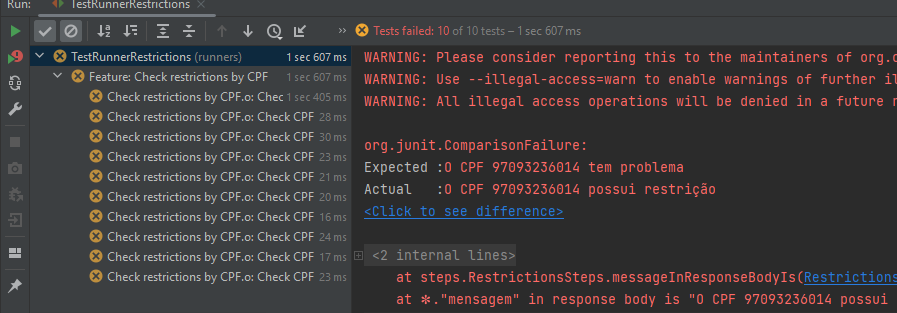 Run: TestRunnerRestrictions
Tests failed: 10 of 10 tests – 1 sec 607 ms
TestRunnerRestrictions (runners) 1 sec 607 ms
Feature: Check restrictions by CPF 1 sec 607 ms
Check restrictions by CPF.o: Chec 1 sec 405 ms
Check restrictions by CPF.o: Check CPF 28 ms
Check restrictions by CPF.o: Check CPF 30 ms
Check restrictions by CPF.o: Check CPF 23 ms
Check restrictions by CPF.o: Check CPF 21 ms
Check restrictions by CPF.o: Check CPF 20 ms
Check restrictions by CPF.o: Check CPF 16 ms
Check restrictions by CPF.o: Check CPF 24 ms
Check restrictions by CPF.o: Check CPF 17 ms
Check restrictions by CPF.o: Check CPF 23 ms
WARNING: Please consider reporting this to the maintainers of org.c
WARNING: Use --illegal-access=warn to enable warnings of further il
WARNING: All illegal access operations will be denied in a future r
org.junit.ComparisonFailure:
Expected :O CPF 97093236014 tem problema
Actual   :O CPF 97093236014 possui restrição
<Click to see difference>
<2 internal lines>
at steps.RestrictionsSteps.messageInResponseBodyIs(Restrictions
at ✽."mensagem" in response body is "O CPF 97093236014 possui